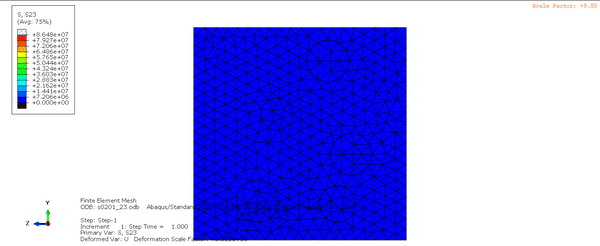 Scale Factor: +0.00
S, S23
(Avg: 75%)
+8.648e+07
+7.927e+07
+7.206e+07
+6.486e+07
+5.765e+07
+5.044e+07
+4.324e+07
+3.603e+07
+2.883e+07
+2.162e+07
+1.441e+07
+7.206e+06
+0.000e+00
Y
Z
Finite Element Mesh
ODB: s0201_23.odb Abaqus/Standard
Step: Step-1
Increment 1: Step Time = 1.000
Primary Var: S, S23
Deformed Var: U Deformation Scale Factor: